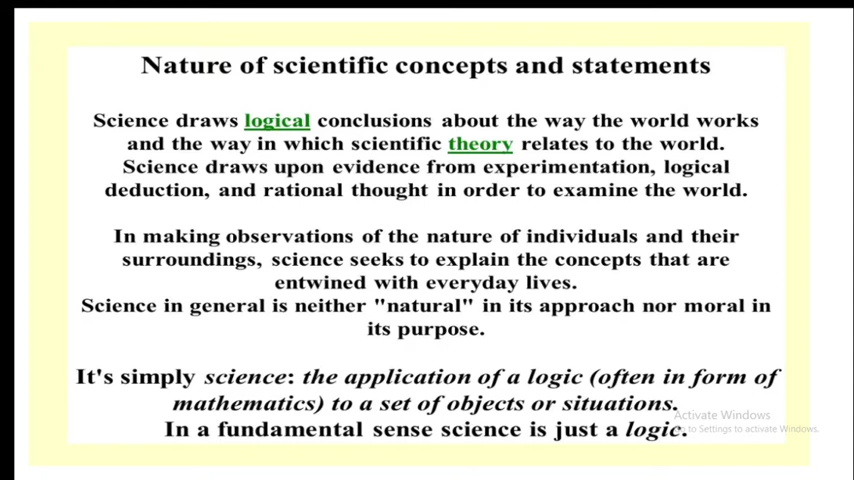 Nature of scientific concepts and statements
Science draws logical conclusions about the way the world works
and the way in which scientific theory relates to the world.
Science draws upon evidence from experimentation, logical
deduction, and rational thought in order to examine the world.
In making observations of the nature of individuals and their
surroundings, science seeks to explain the concepts that are
entwined with everyday lives.
Science in general is neither "natural" in its approach nor moral in
its purpose.
It's simply science: the application of a logic (often in form of
mathematics) to a set of objects or situations.
Activate Windows
In a fundamental sense science is just a logic.
to Settings to activate Windows.